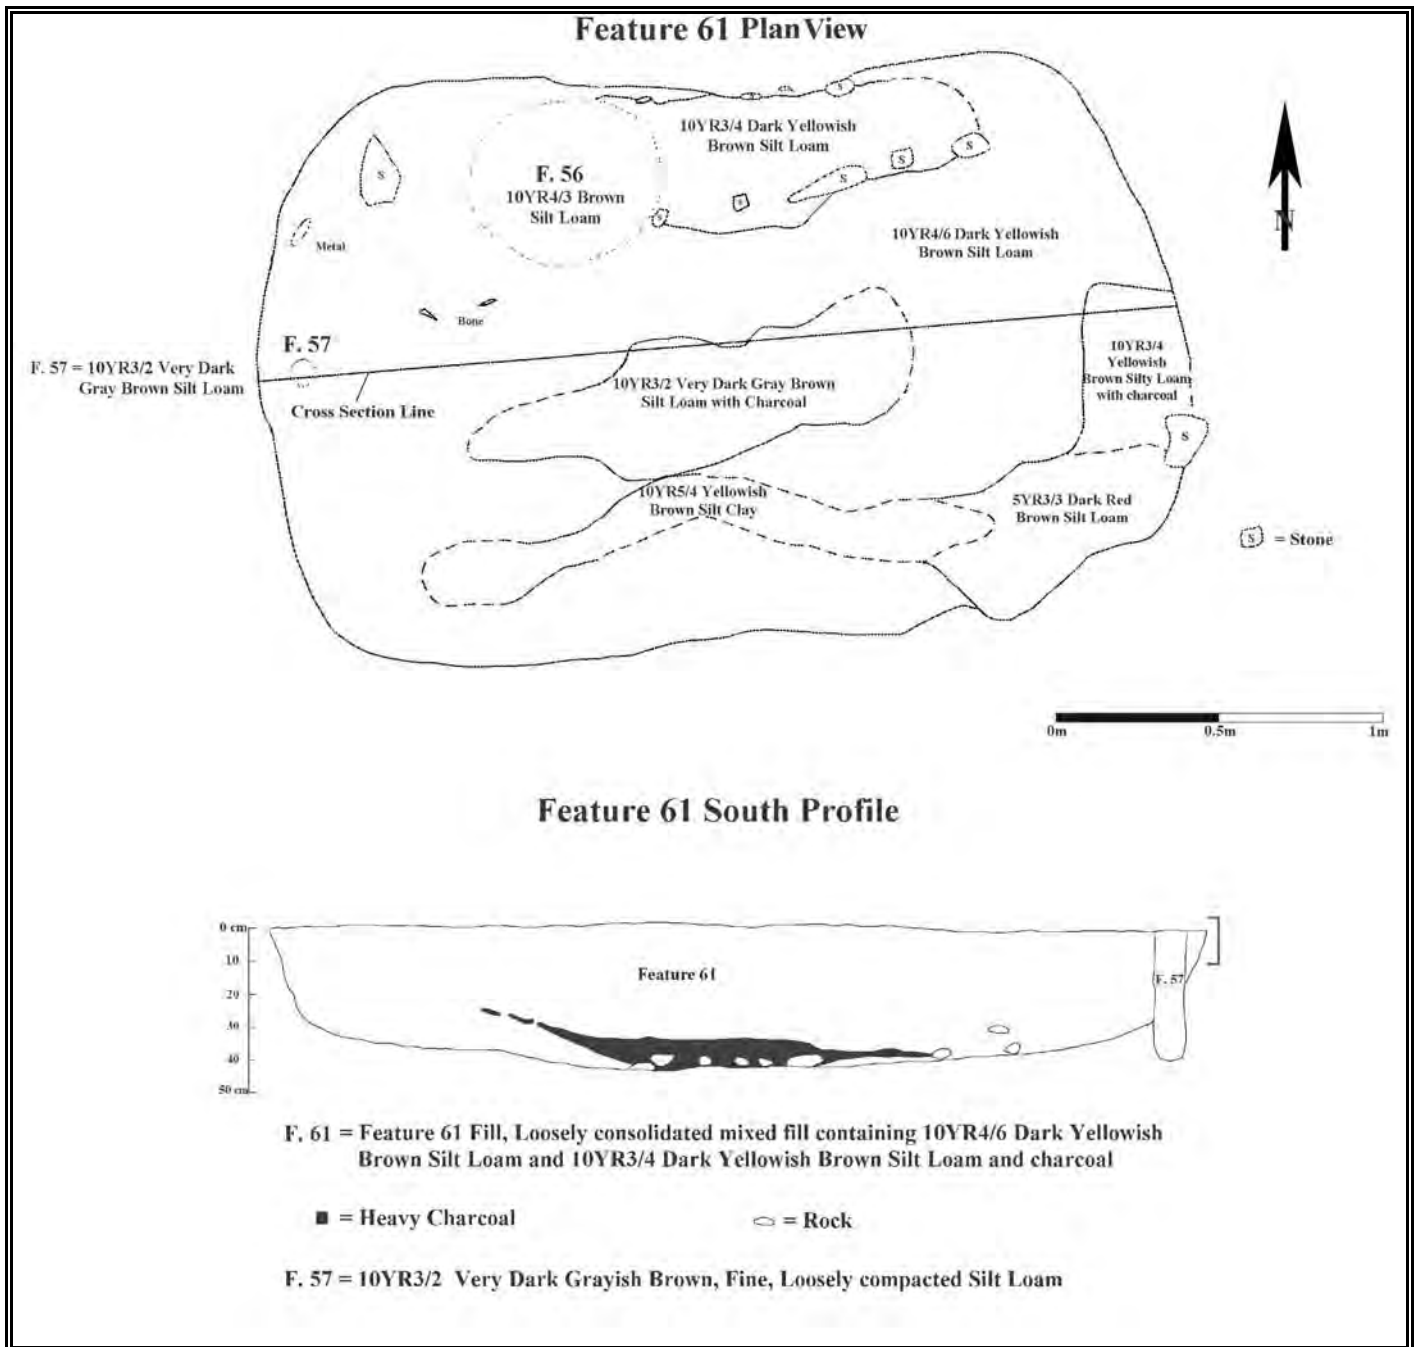 Feature 61 Plan View
10YR3/4 Dark Yellowish
Brown Silt Loam
S
S
S
S
S
S
S
S
F. 56
10YR4/3 Brown
Silt Loam
Metal
10YR4/6 Dark Yellowish
Brown Silt Loam
N
Bone
F. 57
F. 57 = 10YR3/2 Very Dark
Gray Brown Silt Loam
Cross Section Line
10YR3/2 Very Dark Gray Brown
Silt Loam with Charcoal
10YR3/4
Yellowish
Brown Silty Loam
with charcoal
S
10YR5/4 Yellowish
Brown Silt Clay
5YR3/3 Dark Red
Brown Silt Loam
S = Stone
0m 0.5m 1m
Feature 61 South Profile
0 cm
10
20
30
40
50 cm
Feature 61
F. 57
F. 61 = Feature 61 Fill, Loosely consolidated mixed fill containing 10YR4/6 Dark Yellowish
Brown Silt Loam and 10YR3/4 Dark Yellowish Brown Silt Loam and charcoal
= Heavy Charcoal
= Rock
F. 57 = 10YR3/2 Very Dark Grayish Brown, Fine, Loosely compacted Silt Loam